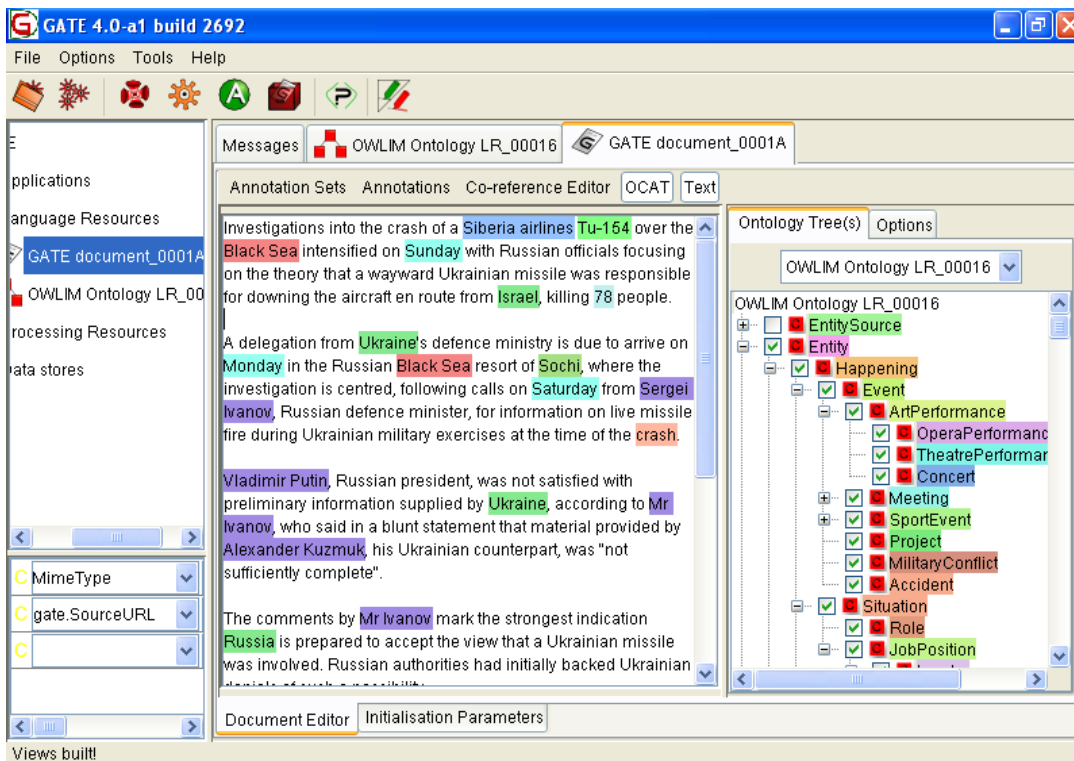 GATE 4.0-a1 build 2692
File Options Tools Help
pplications
anguage Resources
GATE document_0001A
OWLIM Ontology LR_00
rocessing Resources
ata stores
MimeType
gate.SourceURL
Messages
OWLIM Ontology LR_00016
GATE document_0001A
Annotation Sets Annotations Co-reference Editor OCAT Text
Investigations into the crash of a Siberia airlines Tu-154 over the
Black Sea intensified on Sunday with Russian officials focusing
on the theory that a wayward Ukrainian missile was responsible
for downing the aircraft en route from Israel, killing 78 people.
A delegation from Ukraine's defence ministry is due to arrive on
Monday in the Russian Black Sea resort of Sochi, where the
investigation is centred, following calls on Saturday from Sergei
Ivanov, Russian defence minister, for information on live missile
fire during Ukrainian military exercises at the time of the crash.
Vladimir Putin, Russian president, was not satisfied with
preliminary information supplied by Ukraine, according to Mr
Ivanov, who said in a blunt statement that material provided by
Alexander Kuzmuk, his Ukrainian counterpart, was "not
sufficiently complete".
The comments by Mr Ivanov mark the strongest indication
Russia is prepared to accept the view that a Ukrainian missile
was involved. Russian authorities had initially backed Ukrainian
Document Editor
Initialisation Parameters
Ontology Tree(s)
Options
OWLIM Ontology LR_00016
OWLIM Ontology LR_00016
C EntitySource
C Entity
C Happening
C Event
C ArtPerformance
C OperaPerformanc
C TheatrePerformar
C Concert
C Meeting
C SportEvent
C Project
C MilitaryConflict
C Accident
C Situation
C Role
C JobPosition
Views built!